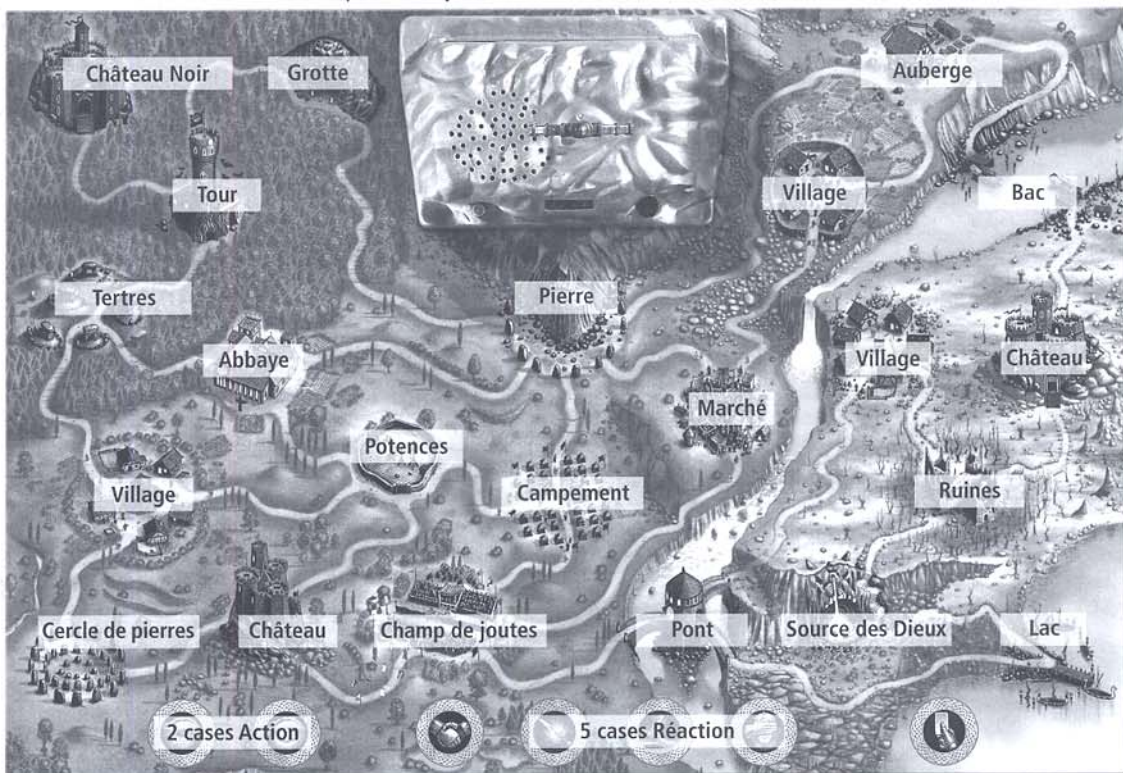 Château Noir
Grotte
Auberge
Tour
Village
Bac
Tertres
Pierre
Abbaye
Village
Château
Marché
Potences
Village
Campement
Ruines
Cercle de pierres
Château
Champ de joutes
Pont
Source des Dieux
Lac
2 cases Action
5 cases Réaction